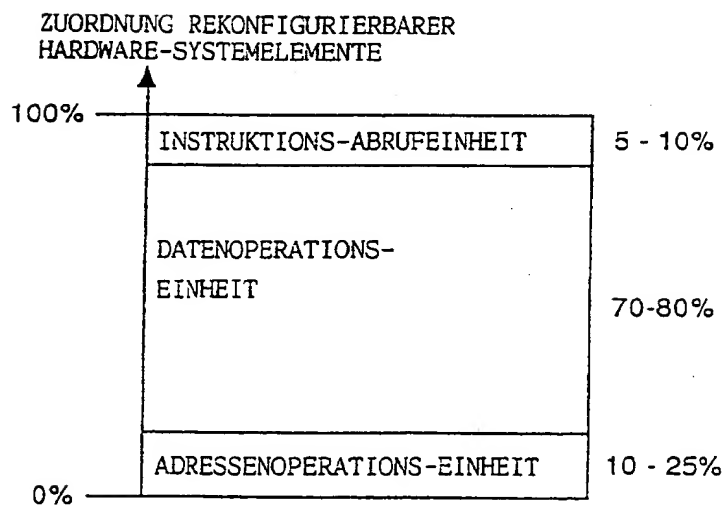 ZUORDNUNG REKONFIGURIERBARER
HARDWARE-SYSTEMELEMENTE
100%
INSTRUKTIONS-ABRUFEINHEIT
5 - 10%
DATENOPERATIONS-
EINHEIT
70-80%
ADRESSENOPERATIONS-EINHEIT
10 - 25%
0%